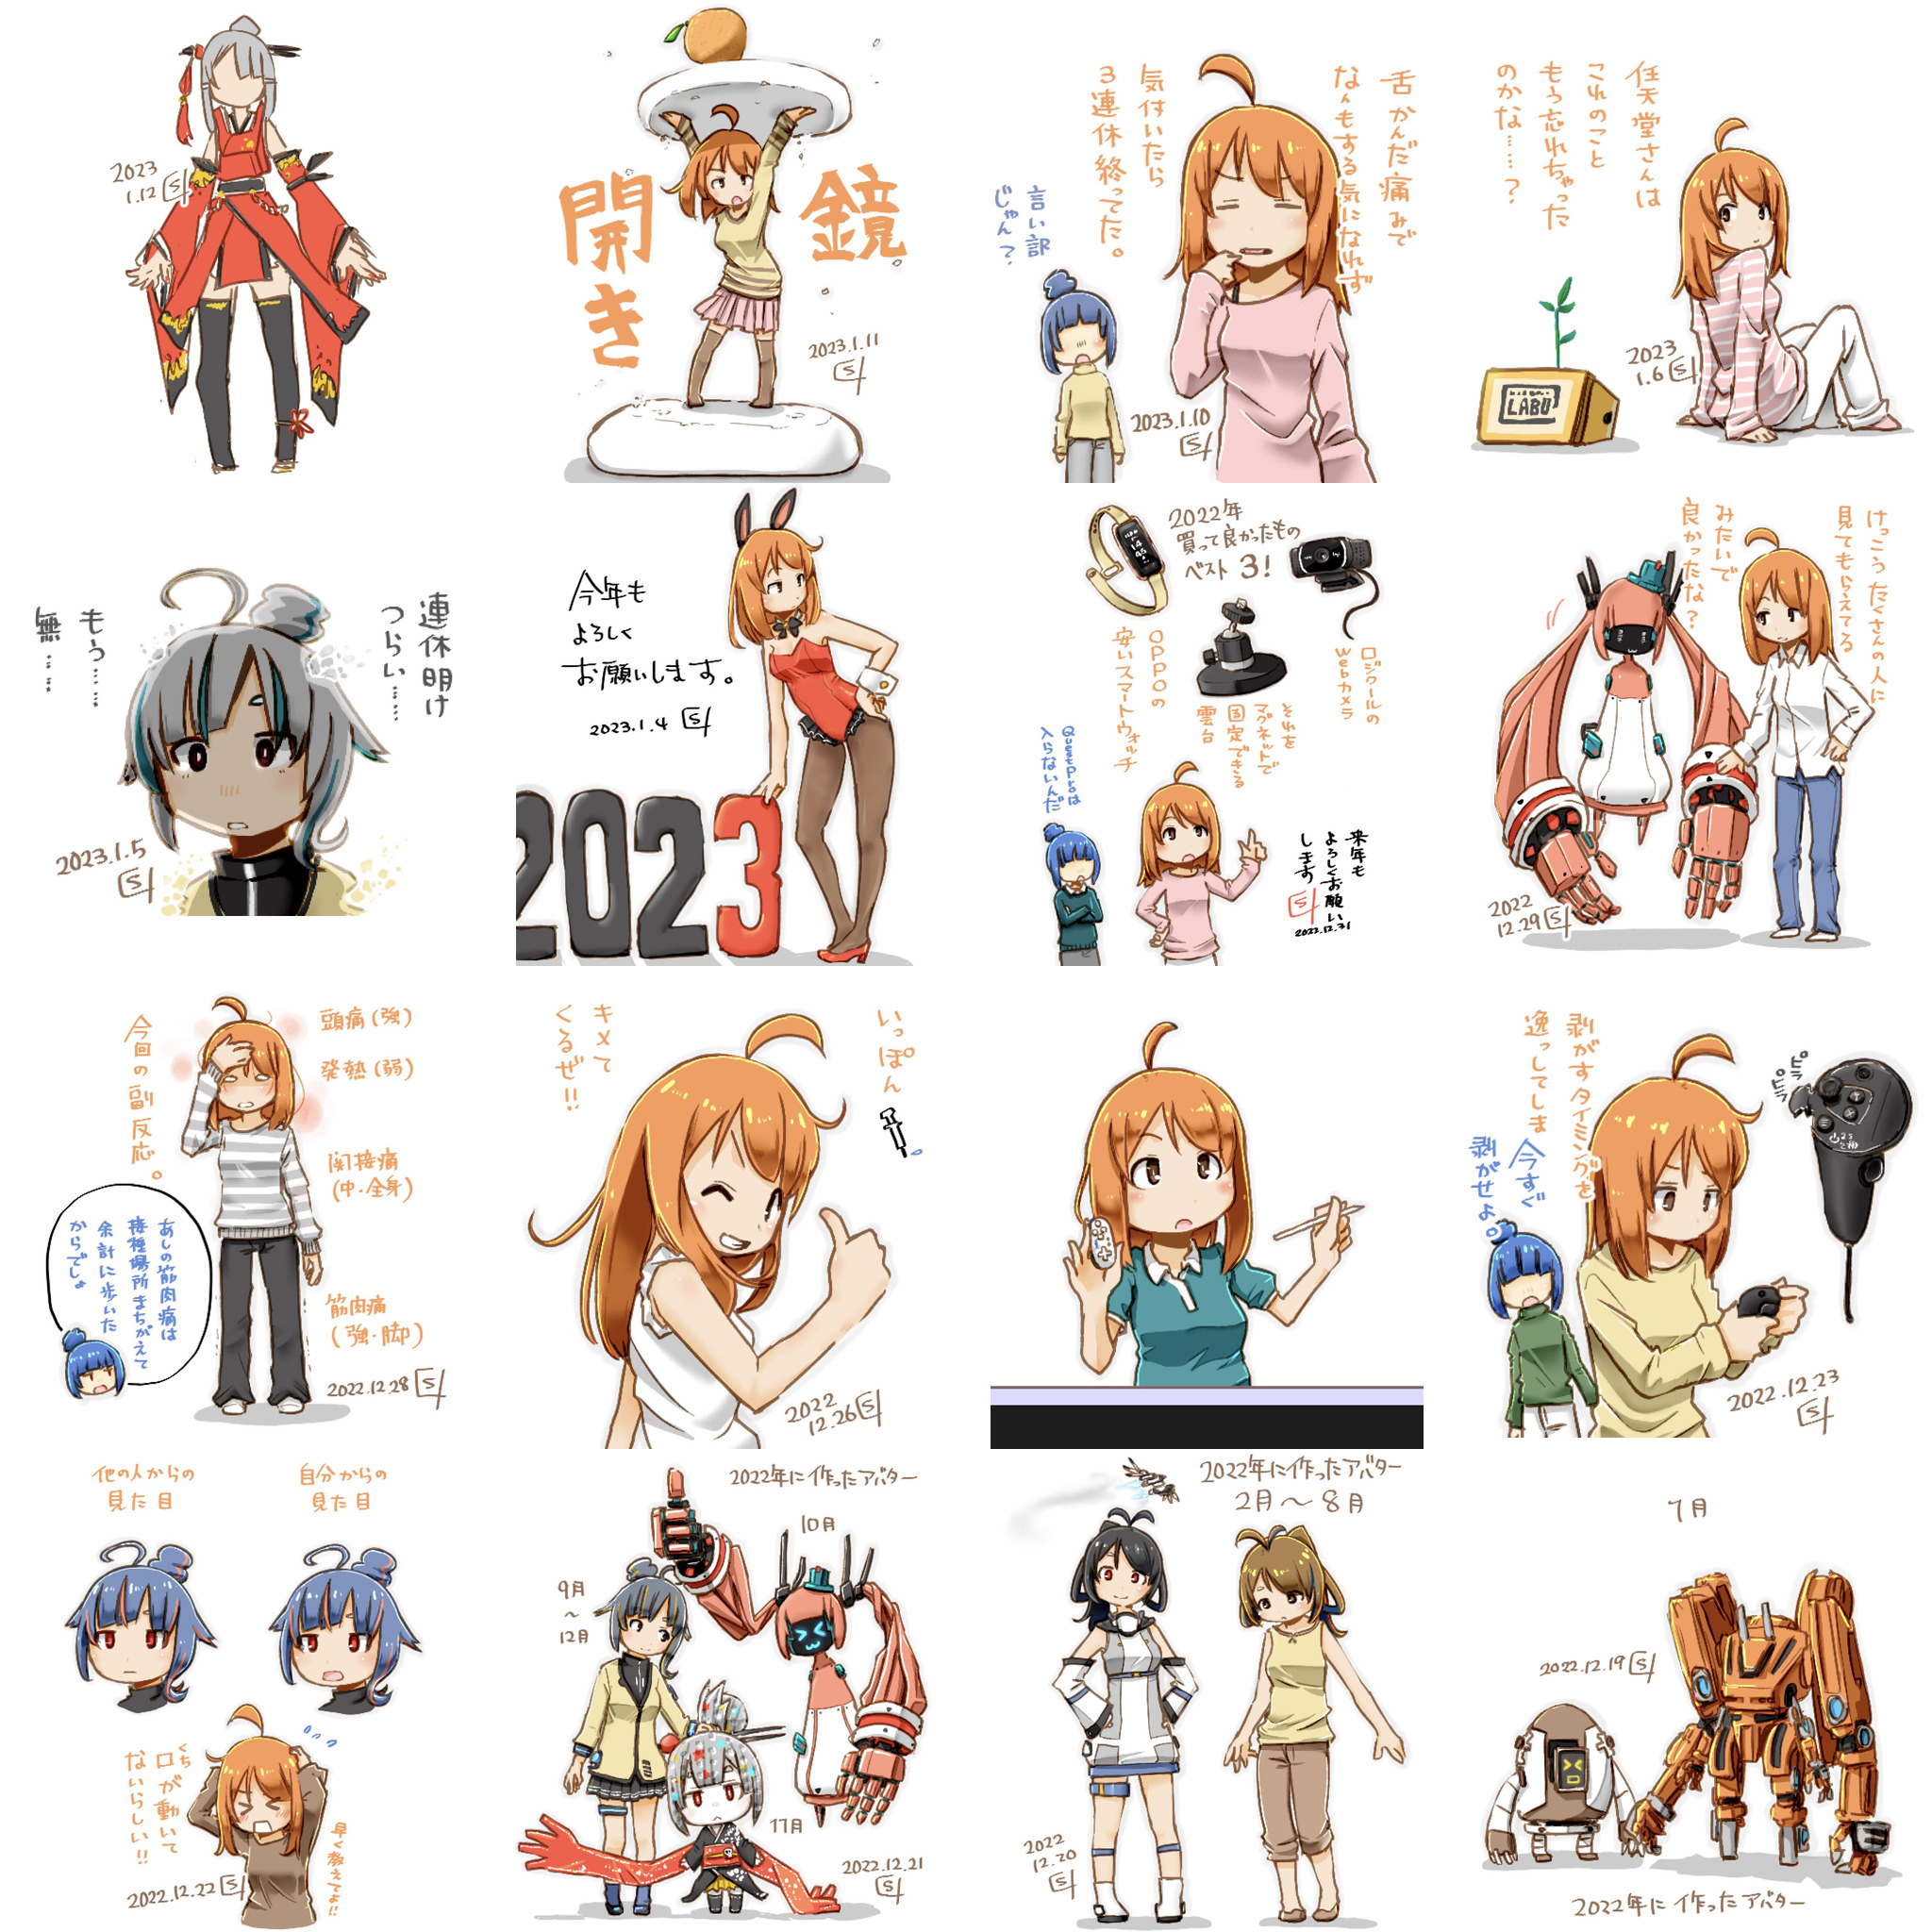 2023
1.12
鏡
開き
2023.1.11
舌かんだ痛みで
なんもする気になれず
気付いたら
3連休終ってた。
言い訳
じゃん?
2023.1.10
任天堂さんは
これのこと
もう忘れちゃった
のかな……?
LABO
2023
1.6
連休明け
つらい……
もう……
無……
2023.1.5
今年も
よろしく
お願いします。
2023.1.4
2023
2022年
買って良かったもの
ベスト3!
ロジクールの
webカメラ
それを
マグネットで
固定できる
雲台
OPPOの
安いスマートウォッチ
QuestProは
入らないんだ
来年も
よろしくお願い
します
2022.12.31
けっこうたくさんの人に
見てもらえてる
みたいで
良かったな?
2022
12.29
今回の副反応。
頭痛(強)
発熱(弱)
関接痛
(中・全身)
筋肉痛
(強・脚)
あしの筋肉痛は
接種場所まちがえて
余計に歩いた
からでしょ
2022.12.28
いっぽん
キメて
くるぜ!!
2022
12.26
剥がすタイミングを
逸っしてしま
今すぐ
剥がせよ。
ピラ
ピラ
2022.12.23
他の人からの
見た目
自分からの
見た目
くち
口が動いて
ないらしい!!
早く教えてよ!!
2022.12.22
2022年に作ったアバター
10月
9月
~
12月
11月
2022.12.21
2022年に作ったアバター
2月~8月
2022
12.20
7月
2022.12.19
2022年に作ったアバター